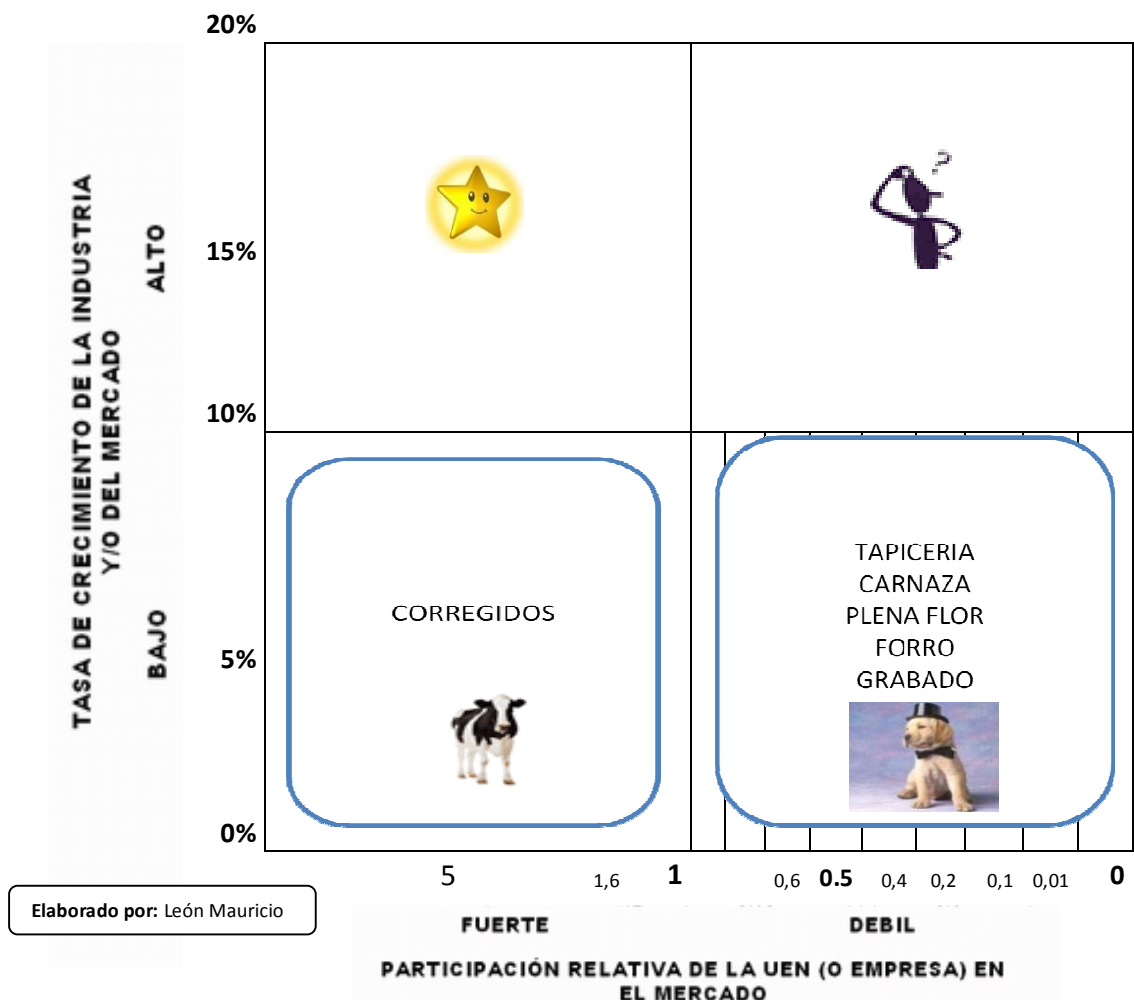 20%
15%
10%
5%
0%
TASA DE CRECIMIENTO DE LA INDUSTRIA
Y/O DEL MERCADO
ALTO
BAJO
?
CORREGIDOS
TAPICERIA
CARNAZA
PLENA FLOR
FORRO
GRABADO
5 1,6 1 0,6 0.5 0,4 0,2 0,1 0,01 0
Elaborado por: León Mauricio
FUERTE DEBIL
PARTICIPACIÓN RELATIVA DE LA UEN (O EMPRESA) EN
EL MERCADO